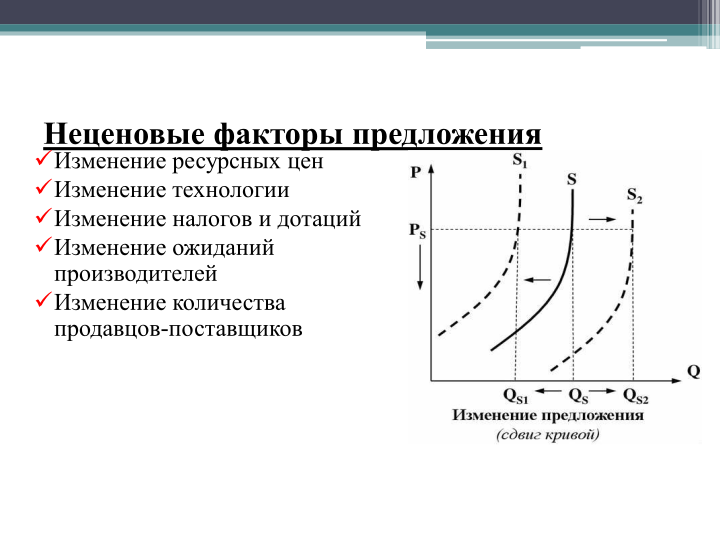 Неценовые факторы предложения
Изменение ресурсных цен
Изменение технологии
Изменение налогов и дотаций
Изменение ожиданий
производителей
Изменение количества
продавцов-поставщиков
P
S1
S
S2
PS
Q
QS1
QS
QS2
Изменение предложения
(сдвиг кривой)